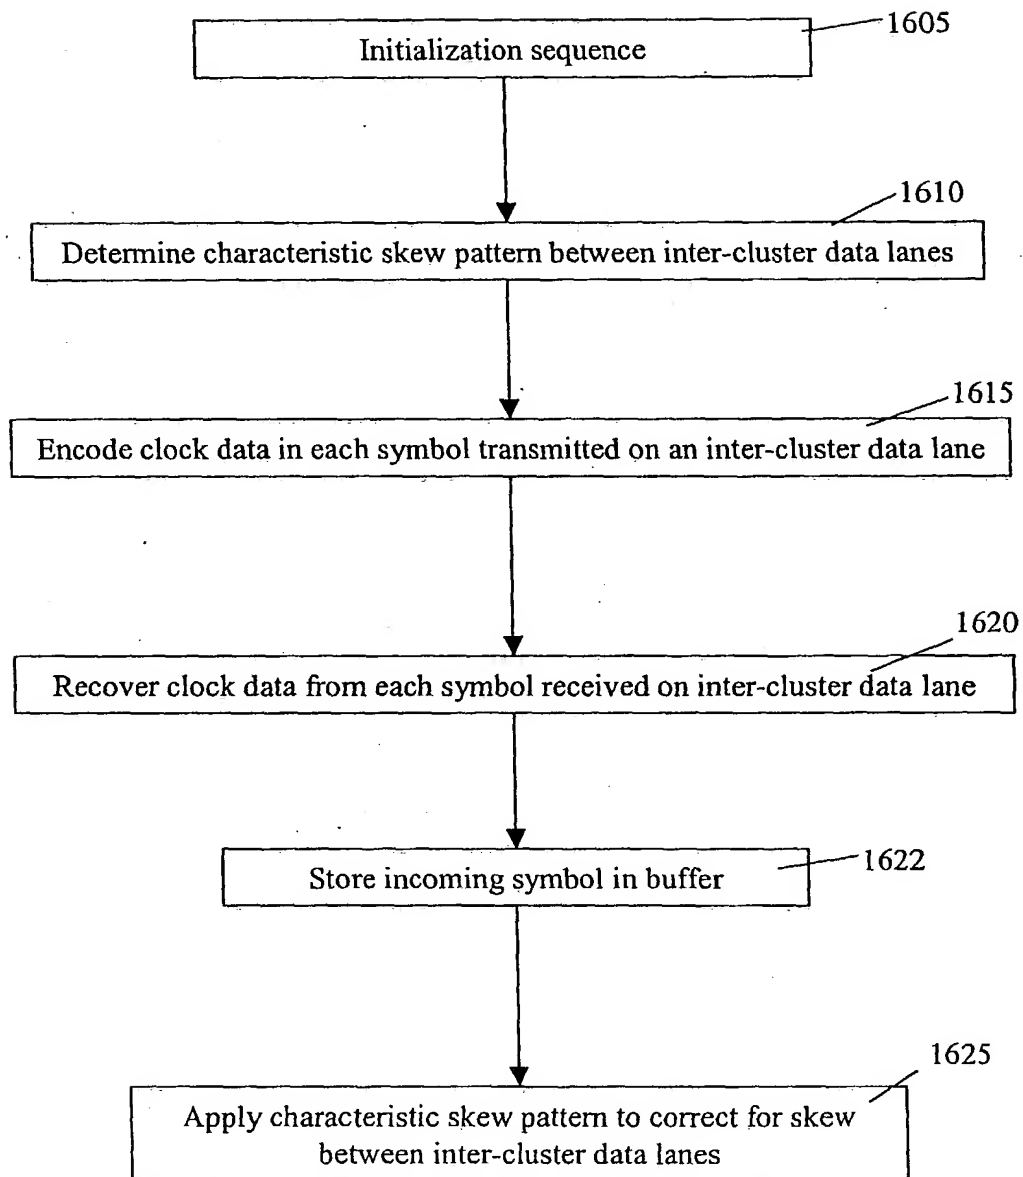 1605
Initialization sequence
1610
Determine characteristic skew pattern between inter-cluster data lanes
1615
Encode clock data in each symbol transmitted on an inter-cluster data lane
1620
Recover clock data from each symbol received on inter-cluster data lane
1622
Store incoming symbol in buffer
1625
Apply characteristic skew pattern to correct for skew
between inter-cluster data lanes